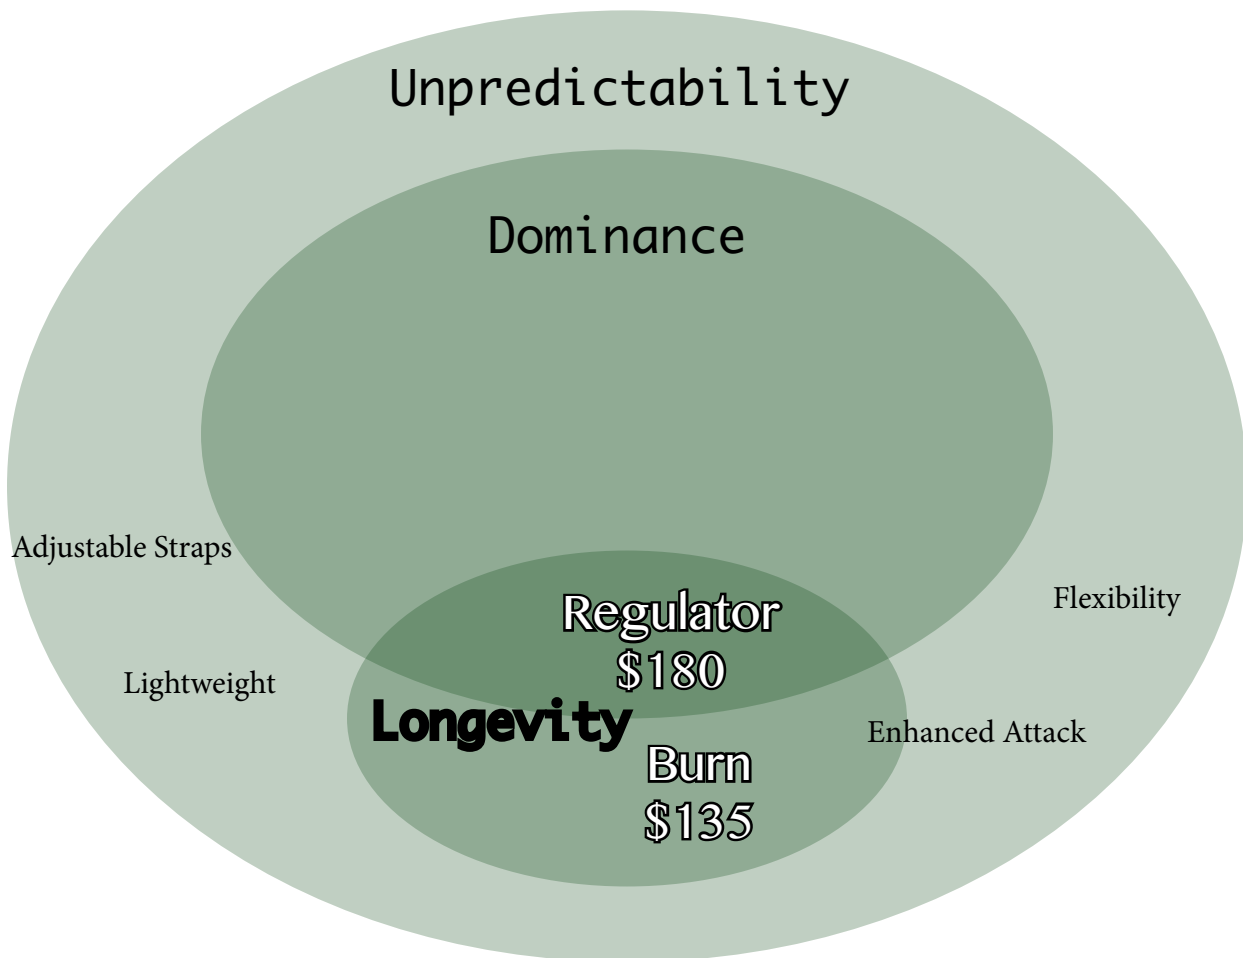 Unpredictability
Dominance
Adjustable Straps
Regulator
$180
Flexibility
Lightweight
Longevity
Enhanced Attack
Burn
$135